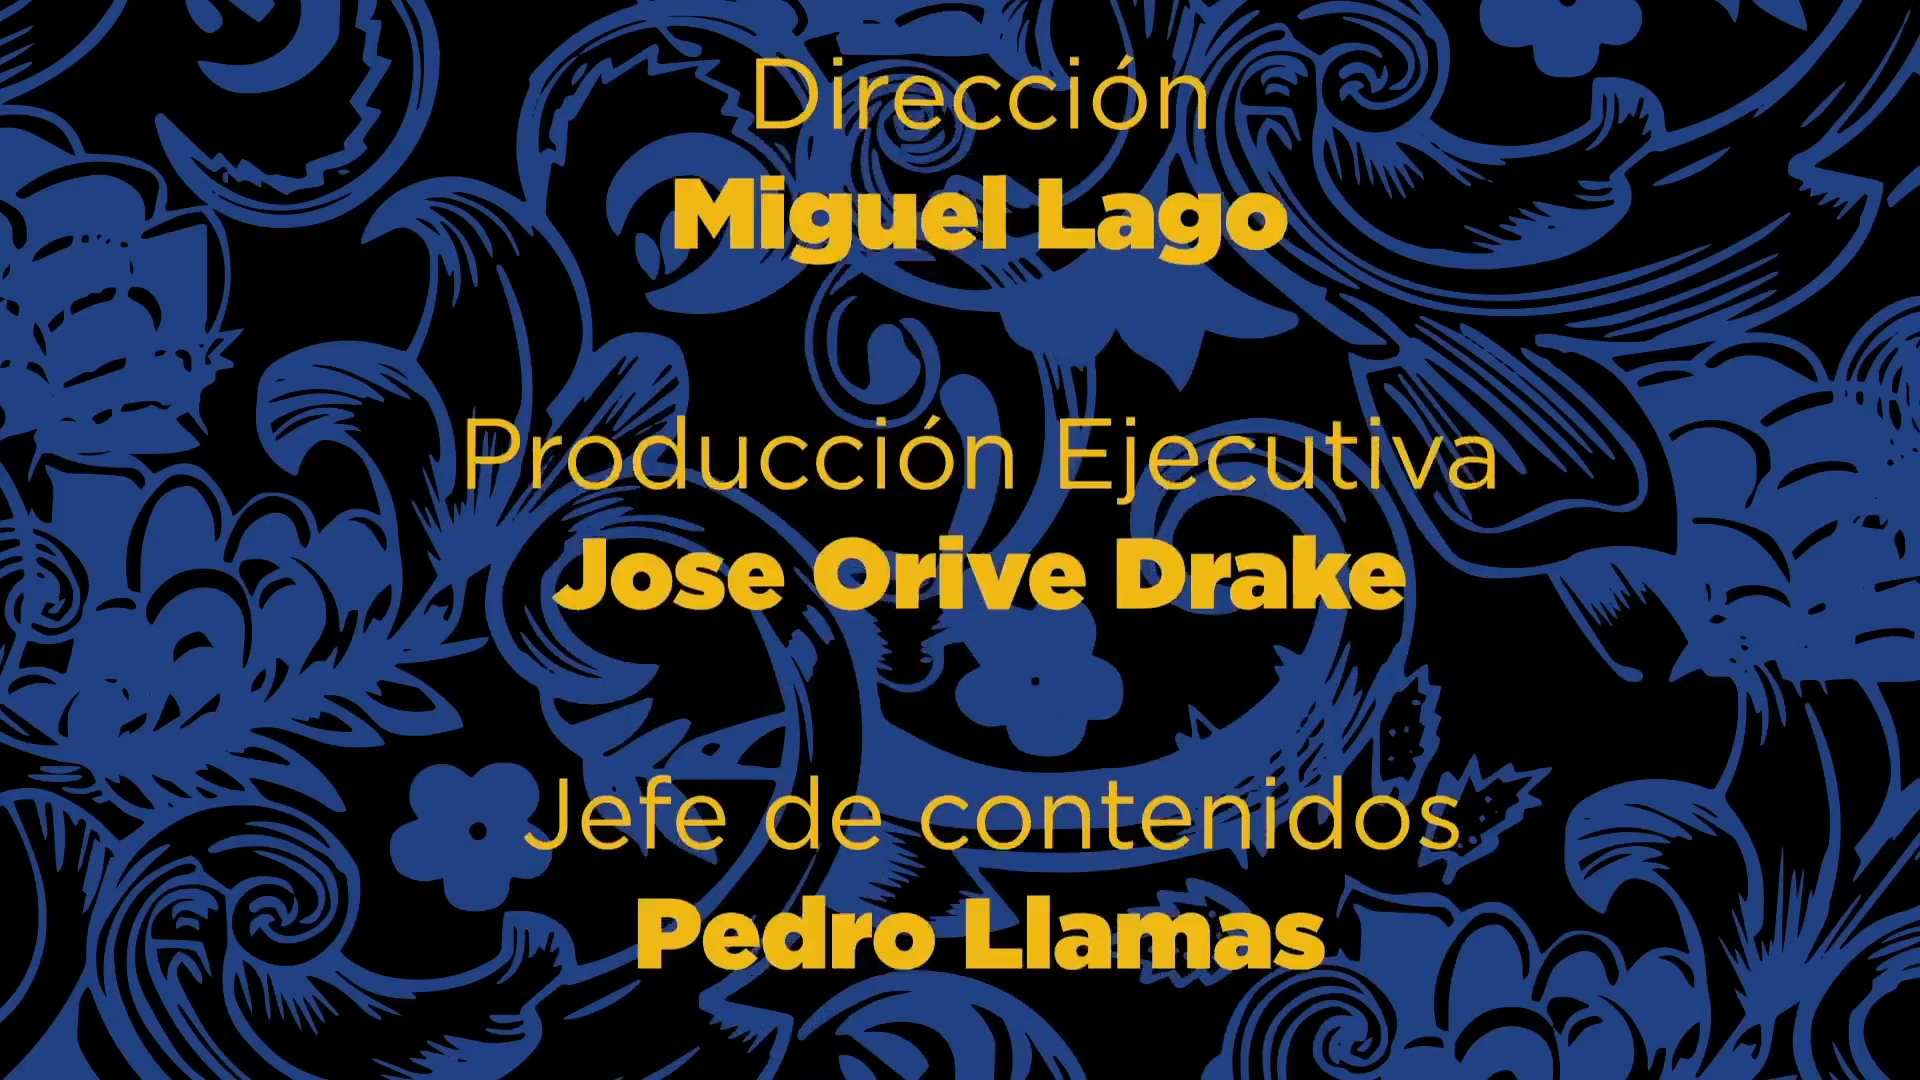 Dirección
Miguel Lago
Producción Ejecutiva
Jose Orive Drake
Jefe de contenidos
Pedro Llamas